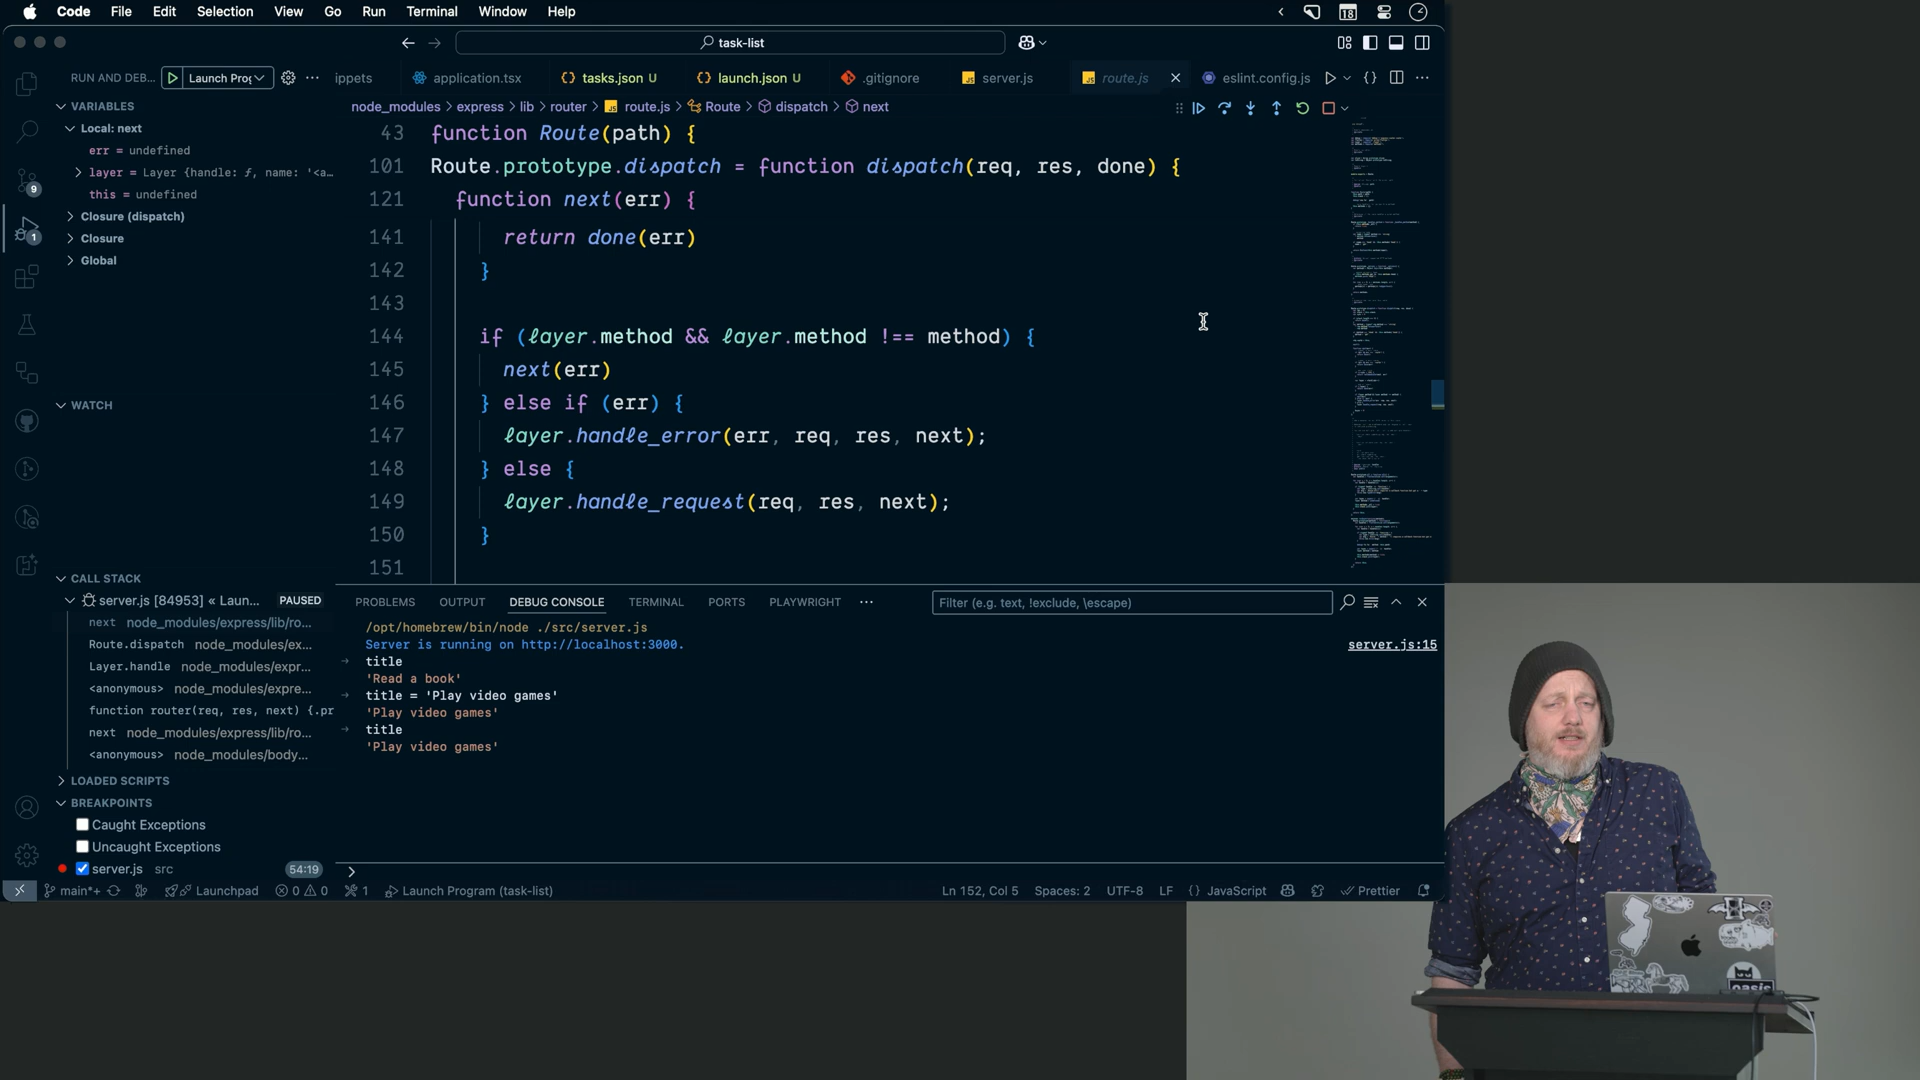 Code File Edit Selection View Go Run Terminal Window Help
18
task-list
RUN AND DEB... Launch Prog
ippets application.tsx tasks.json U launch.json U .gitignore server.js route.js eslint.config.js
node_modules > express > lib > router > route.js > Route > dispatch > next
VARIABLES
Local: next
err = undefined
layer = Layer {handle: ƒ, name: '<a...
this = undefined
Closure (dispatch)
Closure
Global
WATCH
CALL STACK
server.js [84953] « Laun... PAUSED
next node_modules/express/lib/ro...
Route.dispatch node_modules/ex...
Layer.handle node_modules/expr...
<anonymous> node_modules/expre...
function router(req, res, next) {.pr
next node_modules/express/lib/ro...
<anonymous> node_modules/body...
LOADED SCRIPTS
BREAKPOINTS
Caught Exceptions
Uncaught Exceptions
server.js src 54:19
9
1
43 function Route(path) {
101 Route.prototype.dispatch = function dispatch(req, res, done) {
121 function next(err) {
141 return done(err)
142 }
143
144 if (layer.method && layer.method !== method) {
145 next(err)
146 } else if (err) {
147 layer.handle_error(err, req, res, next);
148 } else {
149 layer.handle_request(req, res, next);
150 }
151
PROBLEMS OUTPUT DEBUG CONSOLE TERMINAL PORTS PLAYWRIGHT ... Filter (e.g. text, !exclude, \escape)
/opt/homebrew/bin/node ./src/server.js
Server is running on http://localhost:3000. server.js:15
title
'Read a book'
title = 'Play video games'
'Play video games'
title
'Play video games'
>
main*+ Launchpad 0 0 1 Launch Program (task-list) Ln 152, Col 5 Spaces: 2 UTF-8 LF {} JavaScript Prettier
oasis